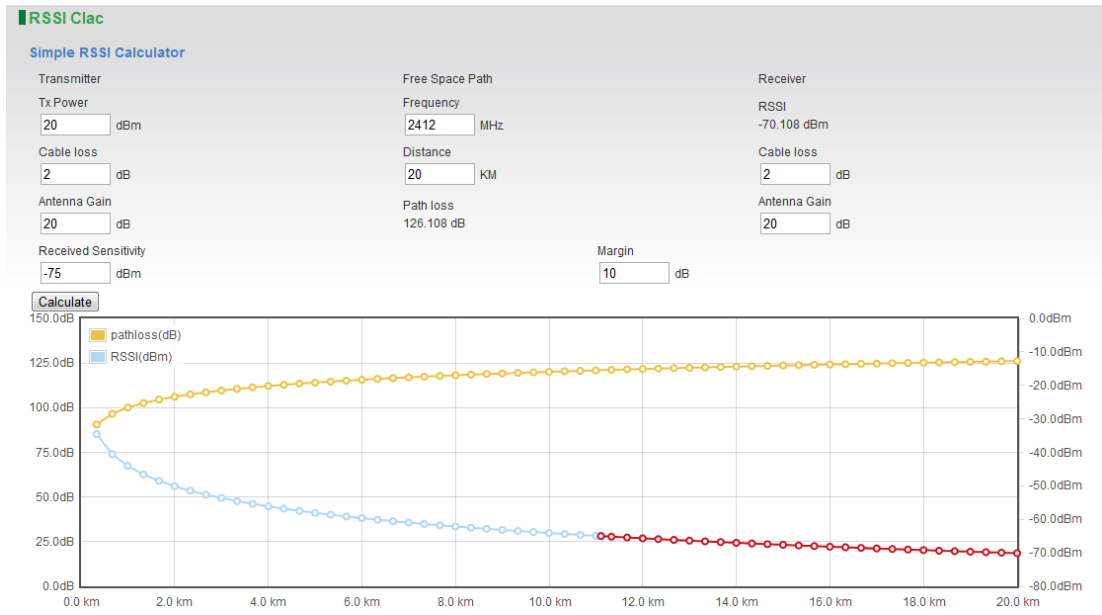 RSSI Clac
Simple RSSI Calculator
Transmitter Free Space Path Receiver
Tx Power Frequency RSSI
20 dBm 2412 MHz -70.108 dBm
Cable loss Distance Cable loss
2 dB 20 KM 2 dB
Antenna Gain Path loss Antenna Gain
20 dB 126.108 dB 20 dB
Received Sensitivity Margin
-75 dBm 10 dB
Calculate
150.0dB 0.0dBm
pathloss(dB)
RSSI(dBm)
-10.0dBm
125.0dB
-20.0dBm
100.0dB
-30.0dBm
75.0dB -40.0dBm
-50.0dBm
50.0dB
-60.0dBm
25.0dB
-70.0dBm
0.0dB -80.0dBm
0.0 km 2.0 km 4.0 km 6.0 km 8.0 km 10.0 km 12.0 km 14.0 km 16.0 km 18.0 km 20.0 km